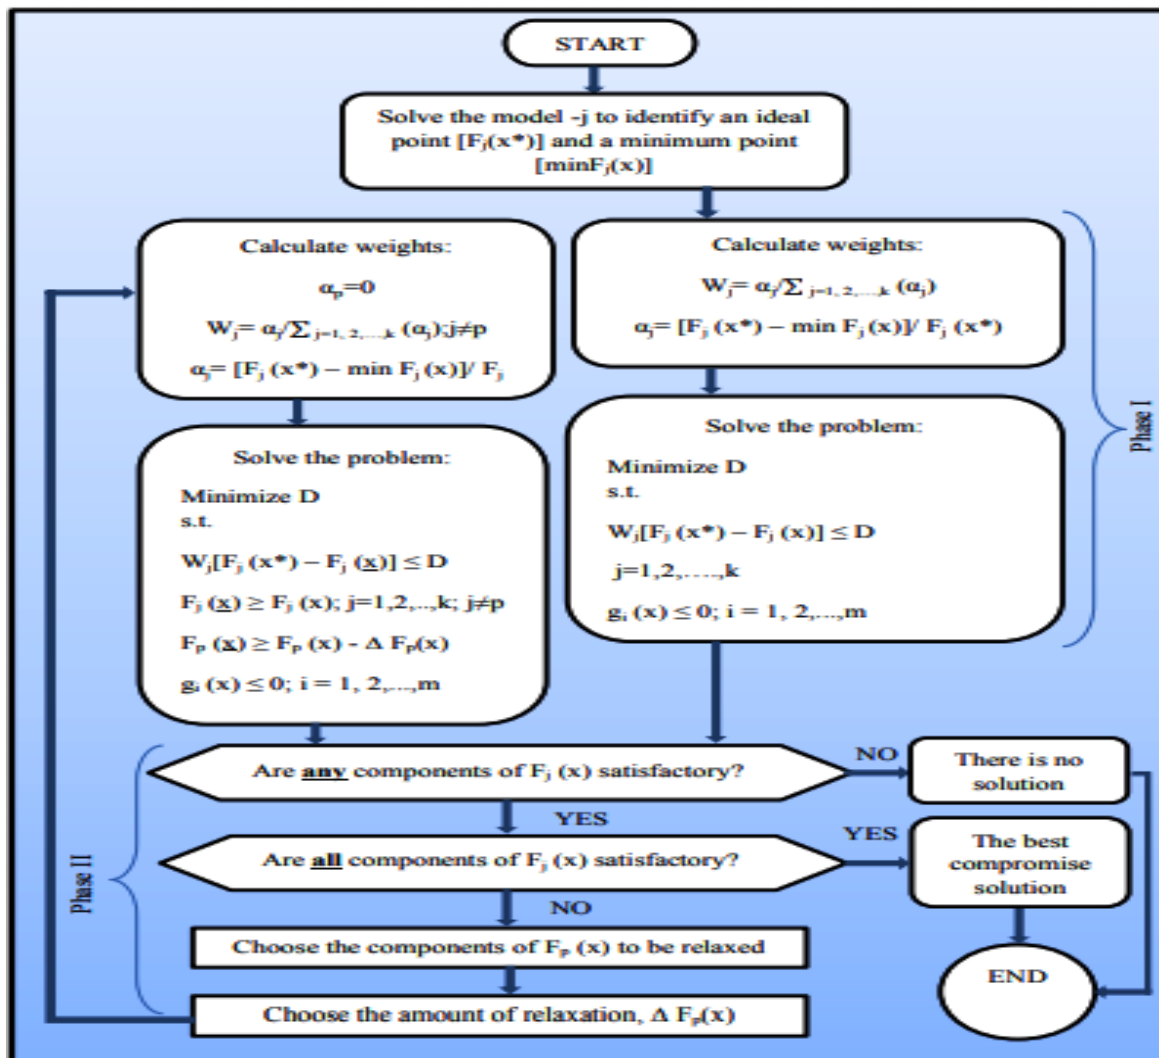 START
Solve the model -j to identify an ideal
point [Fⱼ(x*)] and a minimum point
[minFⱼ(x)]
Calculate weights:
αₚ=0
Wⱼ= αⱼ/∑ ⱼ₌₁, ₂,...,ₖ (αⱼ);j≠p
αⱼ= [Fⱼ (x*) – min Fⱼ (x)]/ Fⱼ
Calculate weights:
Wⱼ= αⱼ/∑ ⱼ₌₁, ₂,...,ₖ (αⱼ)
αⱼ= [Fⱼ (x*) – min Fⱼ (x)]/ Fⱼ (x*)
Solve the problem:
Minimize D
s.t.
Wⱼ[Fⱼ (x*) – Fⱼ (x̲)] ≤ D
Fⱼ (x̲) ≥ Fⱼ (x); j=1,2,..,k; j≠p
Fₚ (x̲) ≥ Fₚ (x) - Δ Fₚ(x)
gᵢ (x) ≤ 0; i = 1, 2,...,m
Solve the problem:
Minimize D
s.t.
Wⱼ[Fⱼ (x*) – Fⱼ (x)] ≤ D
j=1,2,....,k
gᵢ (x) ≤ 0; i = 1, 2,...,m
Phase I
Are any components of Fⱼ (x) satisfactory?
NO
There is no
solution
YES
Are all components of Fⱼ (x) satisfactory?
YES
The best
compromise
solution
NO
Phase II
Choose the components of Fₚ (x) to be relaxed
Choose the amount of relaxation, Δ Fₚ(x)
END